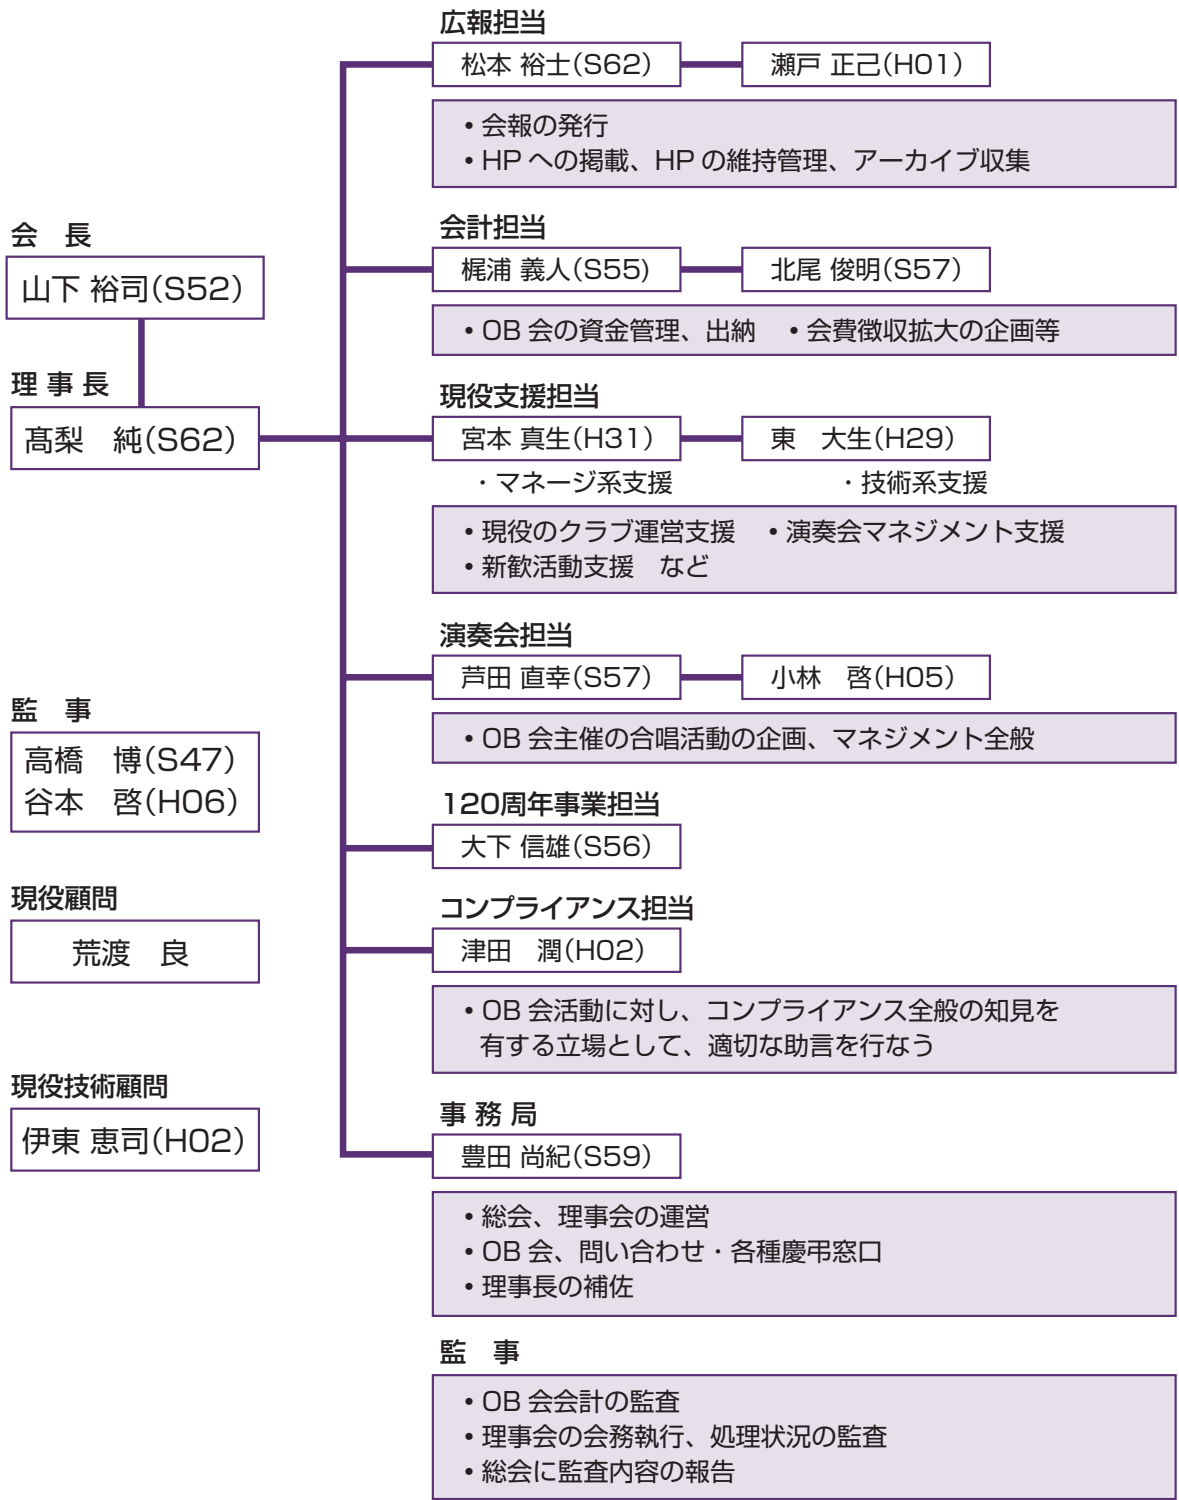 会　長
山下 裕司(S52)
理 事 長
髙梨　純(S62)
監　事
高橋　博(S47)
谷本　啓(H06)
現役顧問
荒渡　良
現役技術顧問
伊東 恵司(H02)
広報担当
松本 裕士(S62)
瀬戸 正己(H01)
• 会報の発行
• HP への掲載、HP の維持管理、アーカイブ収集
会計担当
梶浦 義人(S55)
北尾 俊明(S57)
• OB 会の資金管理、出納　• 会費徴収拡大の企画等
現役支援担当
宮本 真生(H31)
東　大生(H29)
・マネージ系支援
・技術系支援
• 現役のクラブ運営支援　• 演奏会マネジメント支援
• 新歓活動支援　など
演奏会担当
芦田 直幸(S57)
小林　啓(H05)
• OB 会主催の合唱活動の企画、マネジメント全般
120周年事業担当
大下 信雄(S56)
コンプライアンス担当
津田　潤(H02)
• OB 会活動に対し、コンプライアンス全般の知見を
有する立場として、適切な助言を行なう
事 務 局
豊田 尚紀(S59)
• 総会、理事会の運営
• OB 会、問い合わせ・各種慶弔窓口
• 理事長の補佐
監　事
• OB 会会計の監査
• 理事会の会務執行、処理状況の監査
• 総会に監査内容の報告